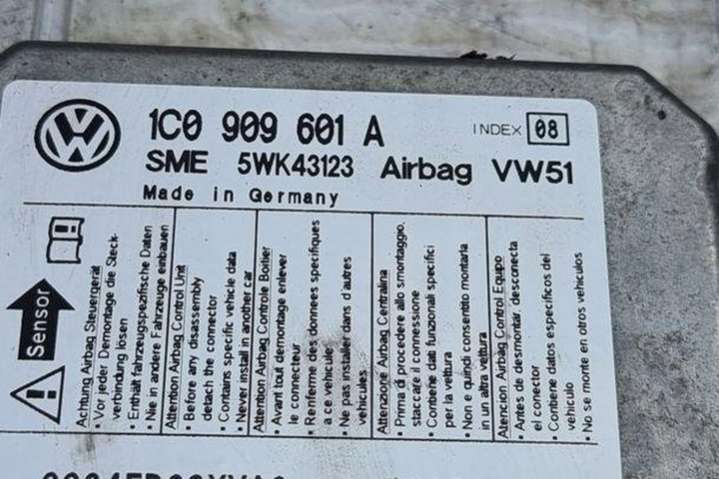 1C0 909 601 A
INDEX 08
SME 5WK43123 Airbag VW51
Made in Germany
Sensor
Achtung Airbag Steuergerät
• Vor jeder Demontage die Steck-
verbindung lösen
• Enthält fahrzeugspezifische Daten
• Nie in andere Fahrzeuge einbauen
Attention Airbag Control Unit
• Before any disassembly
detach the connector
• Contains specific vehicle data
• Never install in another car
Attention Airbag Controle Boitier
• Avant tout demontage enlever
le connecteur
• Renferme des donnees specifiques
a ce vehicule
• Ne pas installer dans d'autres
vehicules
Attenzione Airbag Centralina
• Prima di procedere allo smontaggio,
staccare il connessione
• Contiene dati funzionali specifici
per la vettura
• Non e quindi consentito montarla
in un altra vettura
Atencion Airbag Control Equipo
• Antes de desmontar desconecta
el conector
• Contiene datos especificos del
vehiculo
• No se monte en otros vehiculos